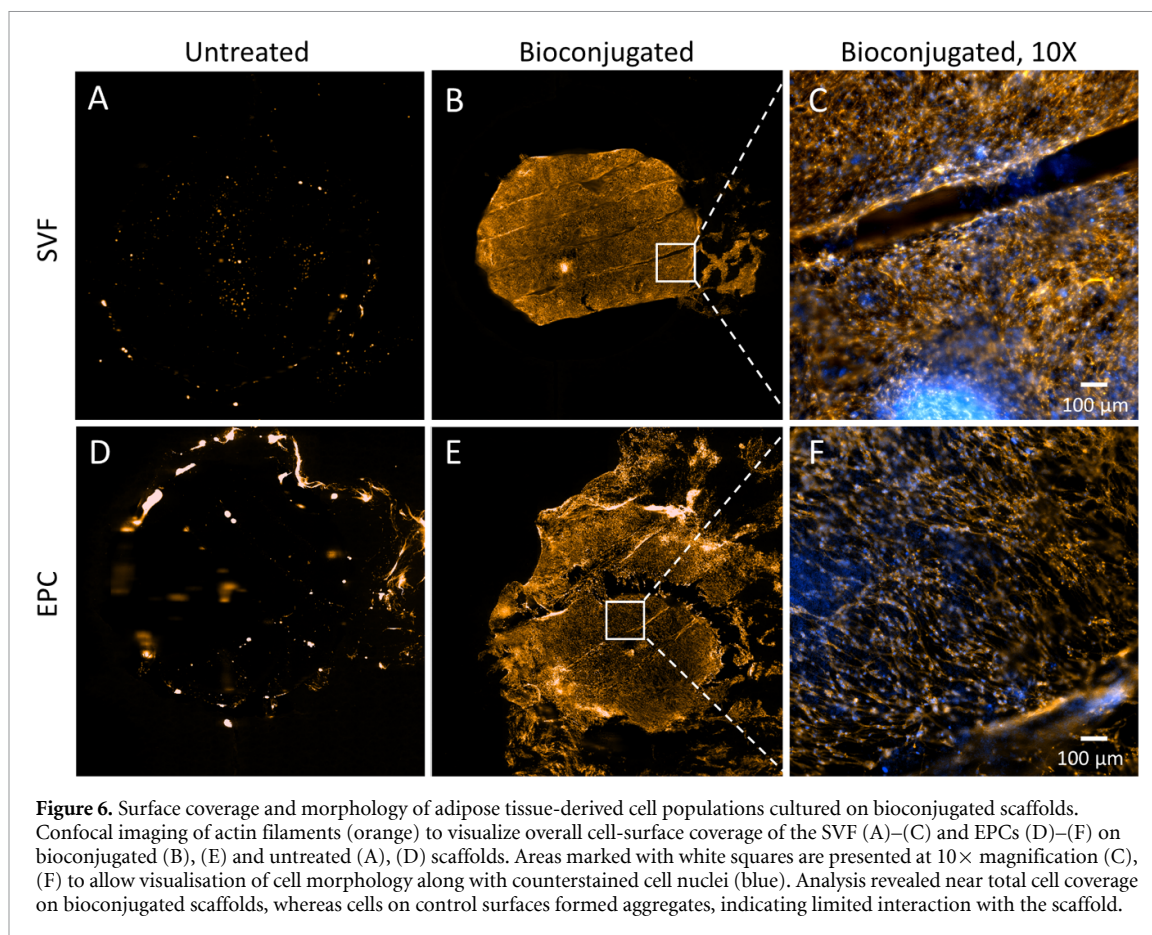 Untreated
Bioconjugated
Bioconjugated, 10X
SVF
A
B
C
100 µm
EPC
D
E
F
100 µm
Figure 6. Surface coverage and morphology of adipose tissue-derived cell populations cultured on bioconjugated scaffolds.
Confocal imaging of actin filaments (orange) to visualize overall cell-surface coverage of the SVF (A)–(C) and EPCs (D)–(F) on
bioconjugated (B), (E) and untreated (A), (D) scaffolds. Areas marked with white squares are presented at 10× magnification (C),
(F) to allow visualisation of cell morphology along with counterstained cell nuclei (blue). Analysis revealed near total cell coverage
on bioconjugated scaffolds, whereas cells on control surfaces formed aggregates, indicating limited interaction with the scaffold.